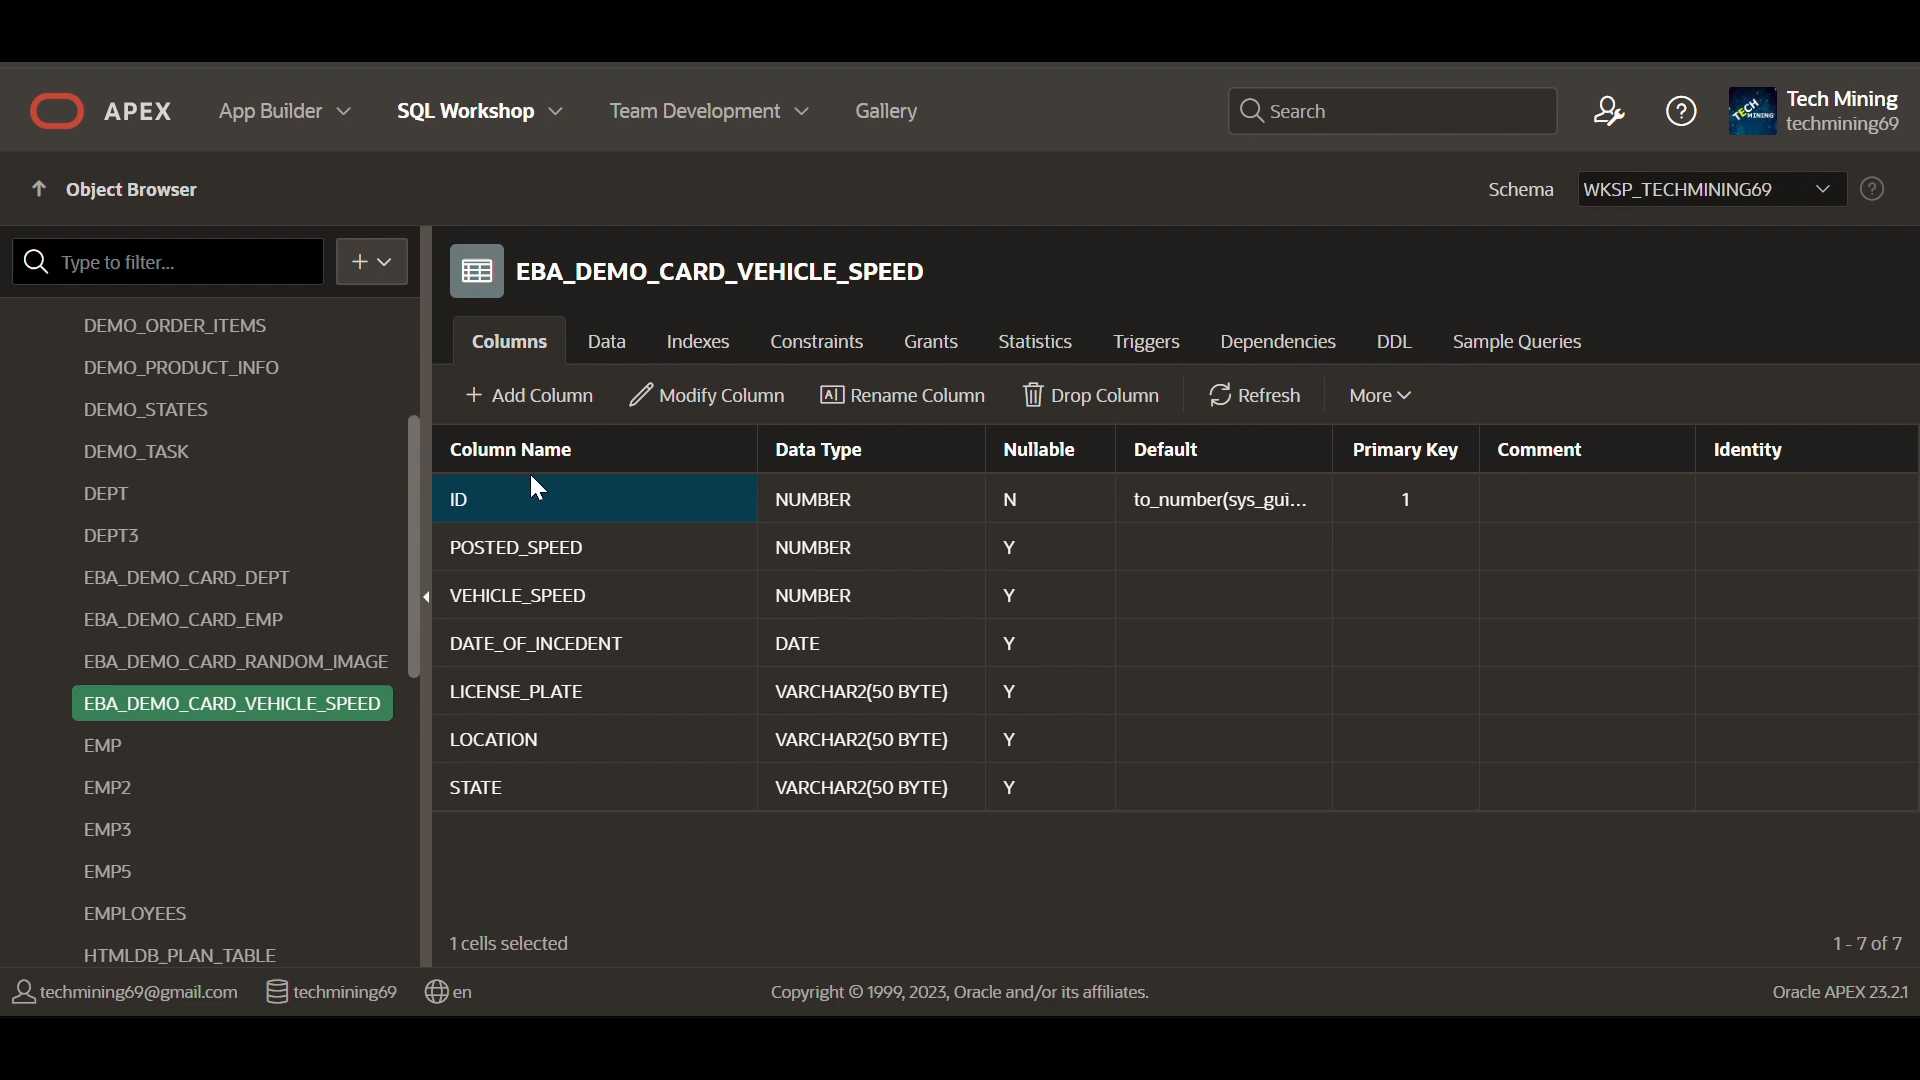 APEX App Builder SQL Workshop Team Development Gallery Search Tech Mining
techmining69
Object Browser Schema WKSP_TECHMINING69
Type to filter...
DEMO_ORDER_ITEMS
DEMO_PRODUCT_INFO
DEMO_STATES
DEMO_TASK
DEPT
DEPT3
EBA_DEMO_CARD_DEPT
EBA_DEMO_CARD_EMP
EBA_DEMO_CARD_RANDOM_IMAGE
EBA_DEMO_CARD_VEHICLE_SPEED
EMP
EMP2
EMP3
EMP5
EMPLOYEES
HTMLDB_PLAN_TABLE
EBA_DEMO_CARD_VEHICLE_SPEED
Columns Data Indexes Constraints Grants Statistics Triggers Dependencies DDL Sample Queries
Add Column Modify Column Rename Column Drop Column Refresh More
Column Name Data Type Nullable Default Primary Key Comment Identity
ID NUMBER N to_number(sys_gui... 1
POSTED_SPEED NUMBER Y
VEHICLE_SPEED NUMBER Y
DATE_OF_INCEDENT DATE Y
LICENSE_PLATE VARCHAR2(50 BYTE) Y
LOCATION VARCHAR2(50 BYTE) Y
STATE VARCHAR2(50 BYTE) Y
1 cells selected 1 - 7 of 7
techmining69@gmail.com techmining69 en Copyright © 1999, 2023, Oracle and/or its affiliates. Oracle APEX 23.2.1